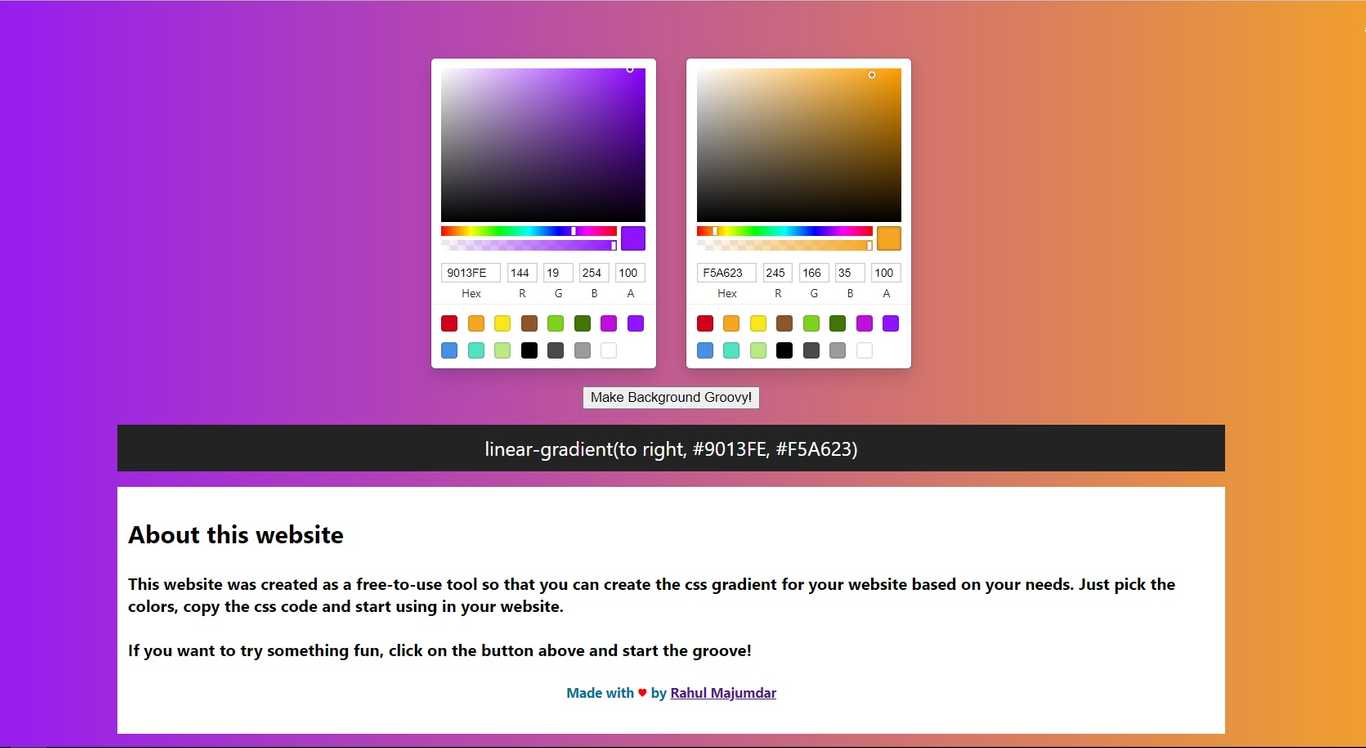 9013FE 144 19 254 100 F5A623 245 166 35 100
Hex R G B A Hex R G B A
Make Background Groovy!
linear-gradient(to right, #9013FE, #F5A623)
About this website
This website was created as a free-to-use tool so that you can create the css gradient for your website based on your needs. Just pick the
colors, copy the css code and start using in your website.
If you want to try something fun, click on the button above and start the groove!
Made with ♥ by Rahul Majumdar